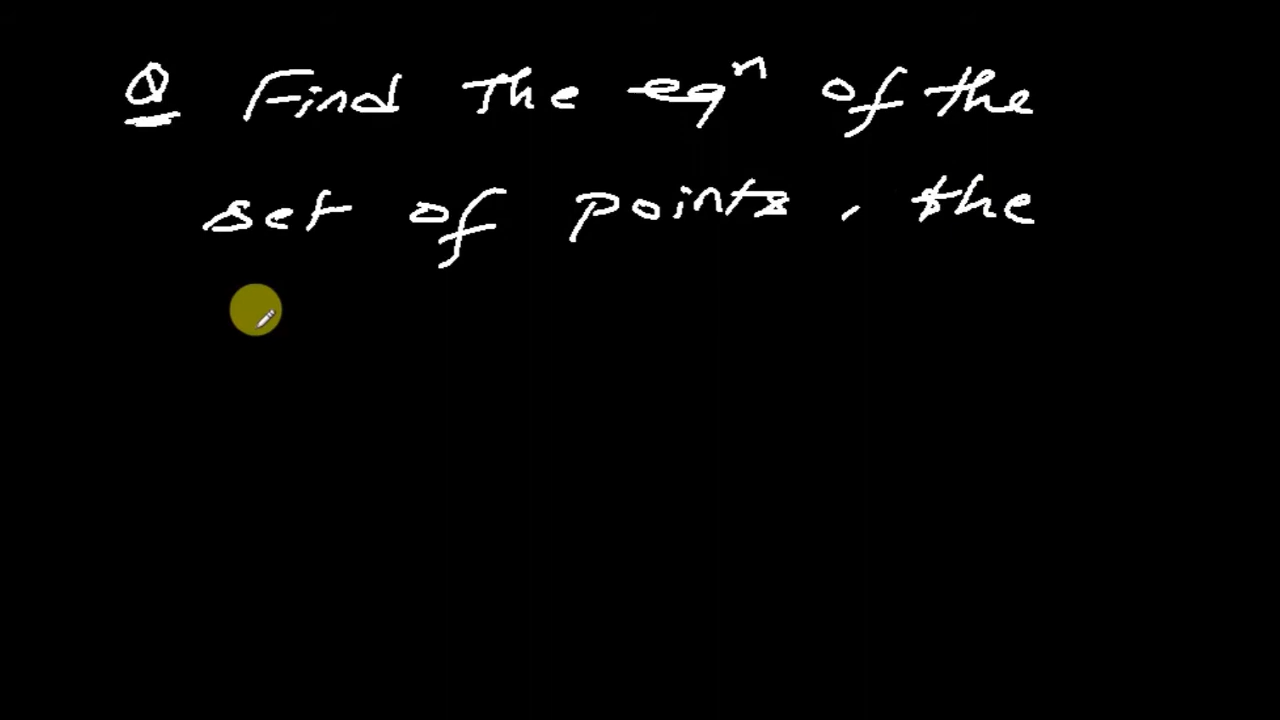 Q Find The eqⁿ of the
set of points, the